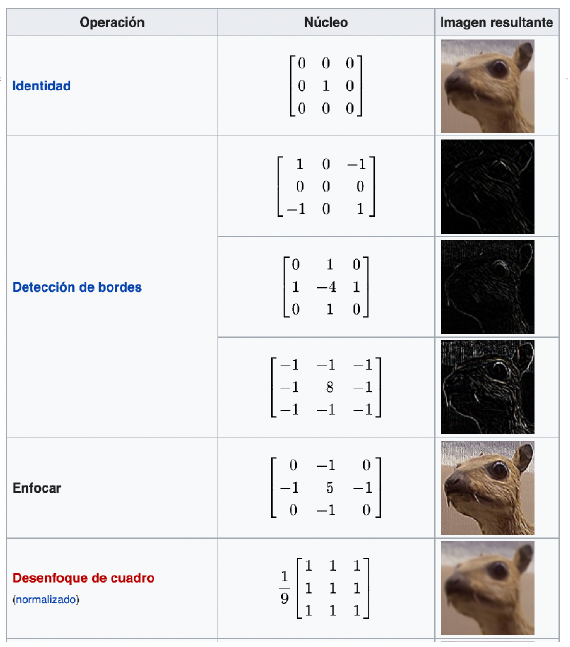 Operación Núcleo Imagen resultante
Identidad
0 0 0
0 1 0
0 0 0
Detección de bordes
1 0 −1
0 0 0
−1 0 1
0 1 0
1 −4 1
0 1 0
−1 −1 −1
−1 8 −1
−1 −1 −1
Enfocar
0 −1 0
−1 5 −1
0 −1 0
Desenfoque de cuadro
(normalizado)
1
9
1 1 1
1 1 1
1 1 1